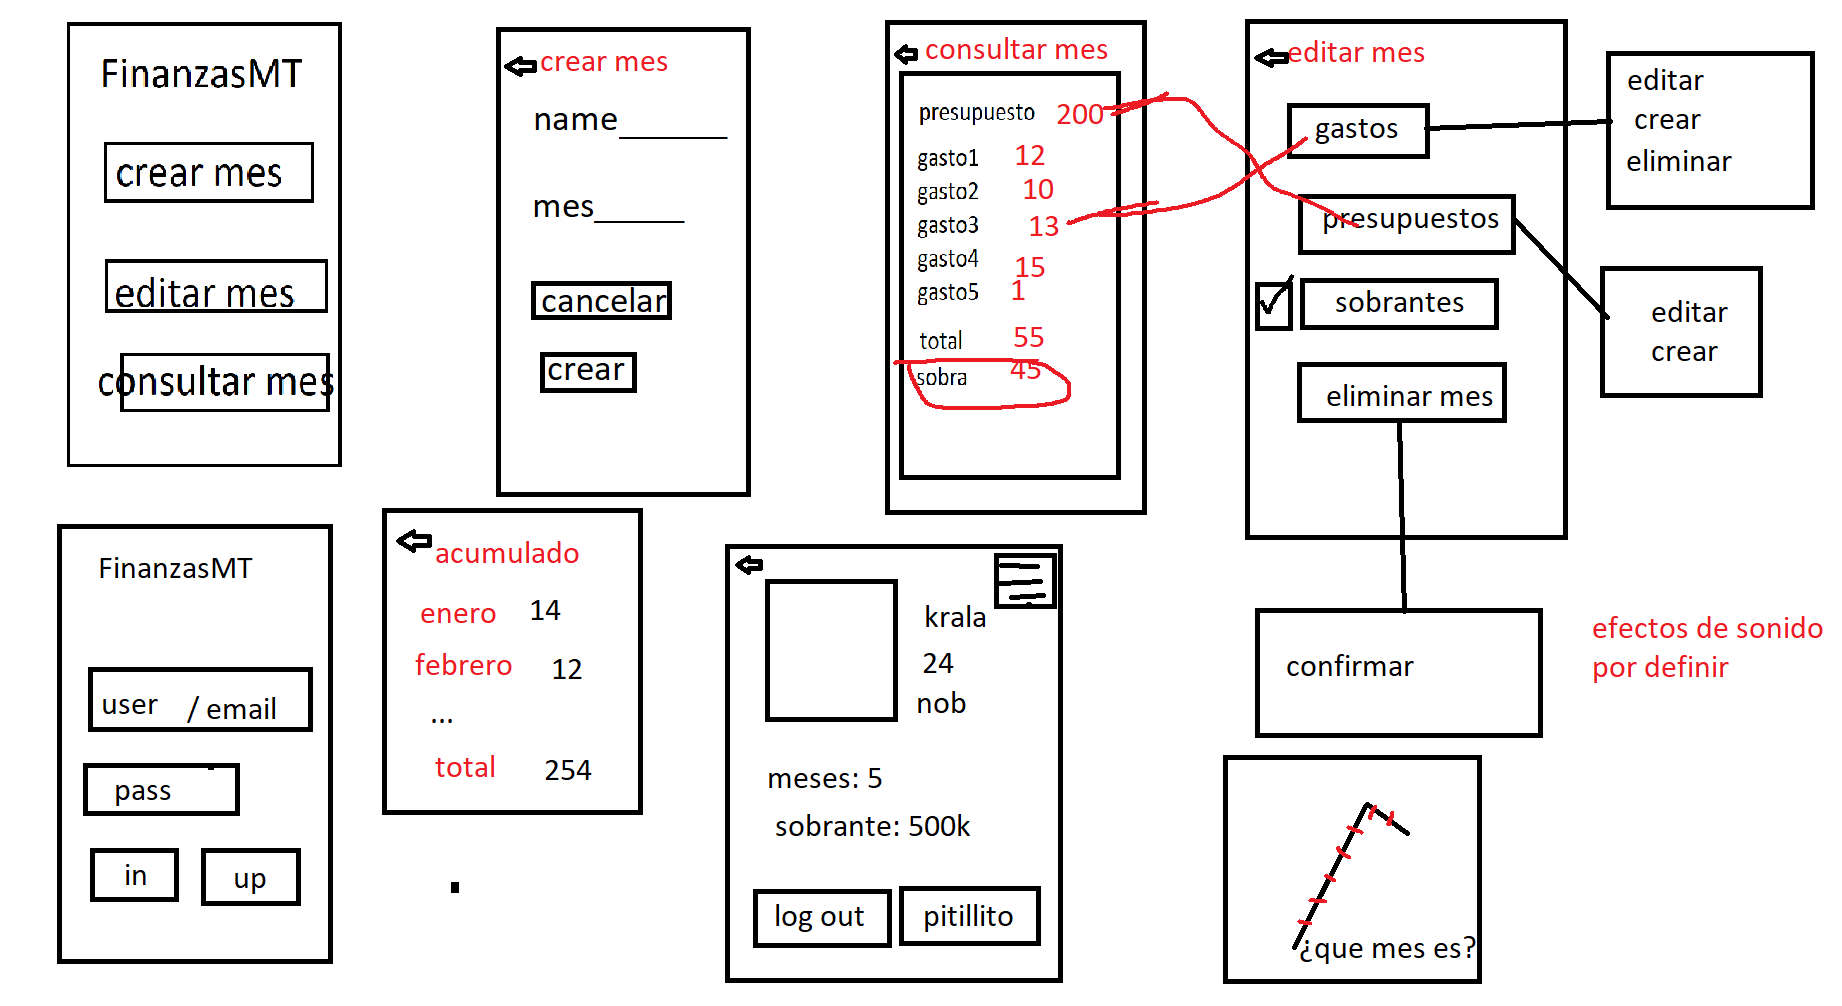 FinanzasMT
crear mes
editar mes
consultar mes
crear mes
name______
mes_____
cancelar
crear
consultar mes
presupuesto 200
gasto1 12
gasto2 10
gasto3 13
gasto4 15
gasto5 1
total 55
sobra 45
editar mes
gastos
presupuestos
sobrantes
eliminar mes
editar
crear
eliminar
editar
crear
confirmar
efectos de sonido
por definir
FinanzasMT
user / email
pass
in up
acumulado
enero 14
febrero 12
...
total 254
krala
24
nob
meses: 5
sobrante: 500k
log out pitillito
¿que mes es?